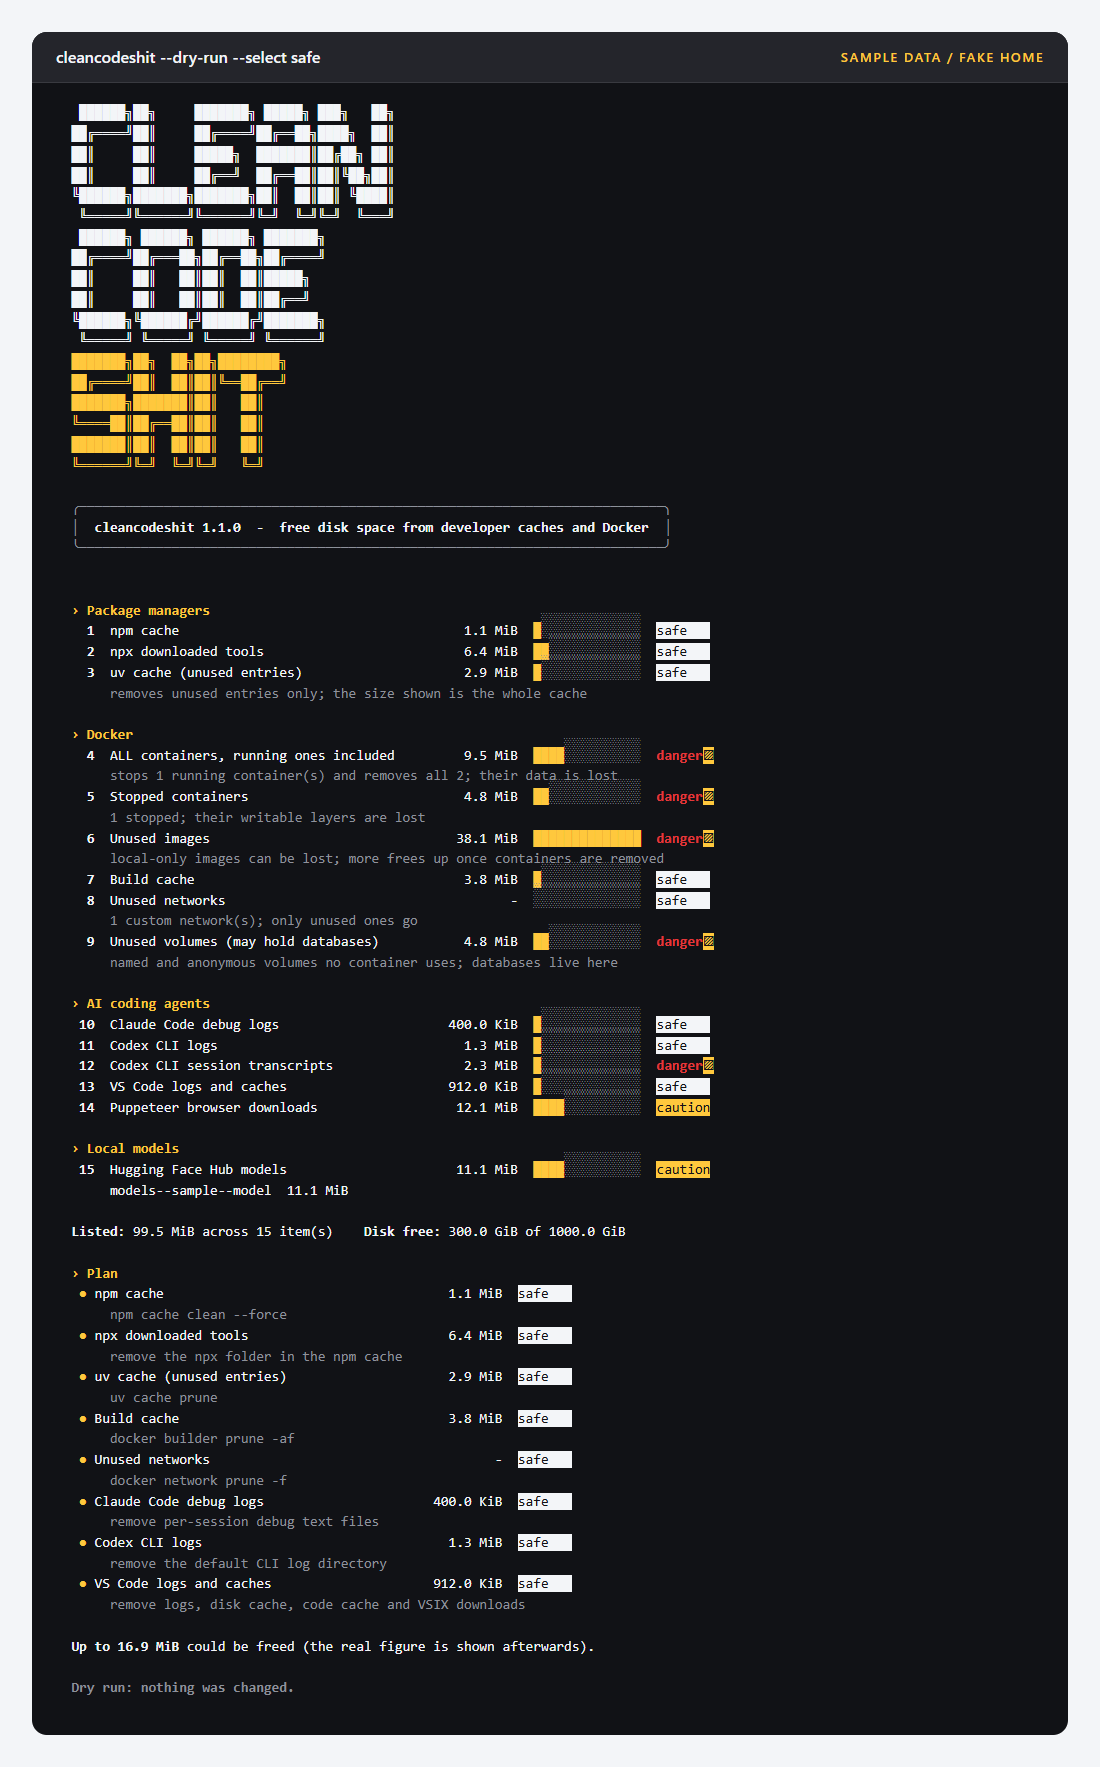 cleancodeshit --dry-run --select safe
SAMPLE DATA / FAKE HOME
CLEAN
CODE
SHIT
cleancodeshit 1.1.0 - free disk space from developer caches and Docker
› Package managers
1 npm cache 1.1 MiB safe
2 npx downloaded tools 6.4 MiB safe
3 uv cache (unused entries) 2.9 MiB safe
removes unused entries only; the size shown is the whole cache
› Docker
4 ALL containers, running ones included 9.5 MiB danger
stops 1 running container(s) and removes all 2; their data is lost
5 Stopped containers 4.8 MiB danger
1 stopped; their writable layers are lost
6 Unused images 38.1 MiB danger
local-only images can be lost; more frees up once containers are removed
7 Build cache 3.8 MiB safe
8 Unused networks - safe
1 custom network(s); only unused ones go
9 Unused volumes (may hold databases) 4.8 MiB danger
named and anonymous volumes no container uses; databases live here
› AI coding agents
10 Claude Code debug logs 400.0 KiB safe
11 Codex CLI logs 1.3 MiB safe
12 Codex CLI session transcripts 2.3 MiB danger
13 VS Code logs and caches 912.0 KiB safe
14 Puppeteer browser downloads 12.1 MiB caution
› Local models
15 Hugging Face Hub models 11.1 MiB caution
models--sample--model 11.1 MiB
Listed: 99.5 MiB across 15 item(s) Disk free: 300.0 GiB of 1000.0 GiB
› Plan
● npm cache 1.1 MiB safe
npm cache clean --force
● npx downloaded tools 6.4 MiB safe
remove the npx folder in the npm cache
● uv cache (unused entries) 2.9 MiB safe
uv cache prune
● Build cache 3.8 MiB safe
docker builder prune -af
● Unused networks - safe
docker network prune -f
● Claude Code debug logs 400.0 KiB safe
remove per-session debug text files
● Codex CLI logs 1.3 MiB safe
remove the default CLI log directory
● VS Code logs and caches 912.0 KiB safe
remove logs, disk cache, code cache and VSIX downloads
Up to 16.9 MiB could be freed (the real figure is shown afterwards).
Dry run: nothing was changed.